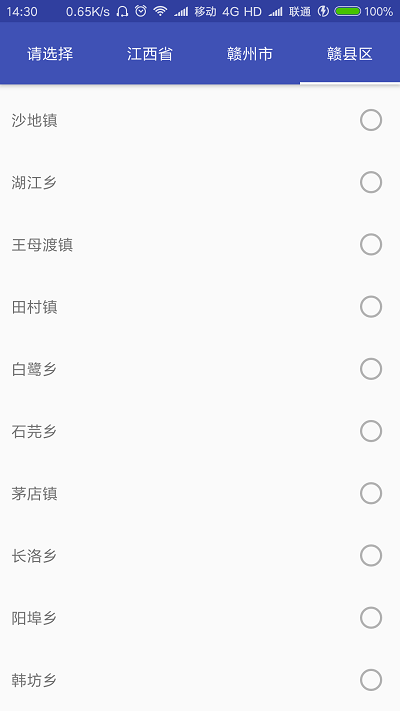 14:30 0.65K/s 移动 4G HD 联通 100%
请选择 江西省 赣州市 赣县区
沙地镇
湖江乡
王母渡镇
田村镇
白鹭乡
石芫乡
茅店镇
长洛乡
阳埠乡
韩坊乡